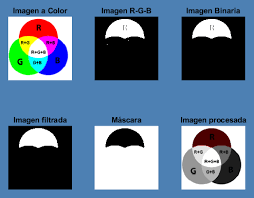 Imagen a Color
Imagen R-G-B
Imagen Binaria
R
R+G
R+B
R+G+B
G
G+B
B
R
R
Imagen filtrada
Máscara
Imagen procesada
R
R+G
R+B
R+G+B
G
G+B
B